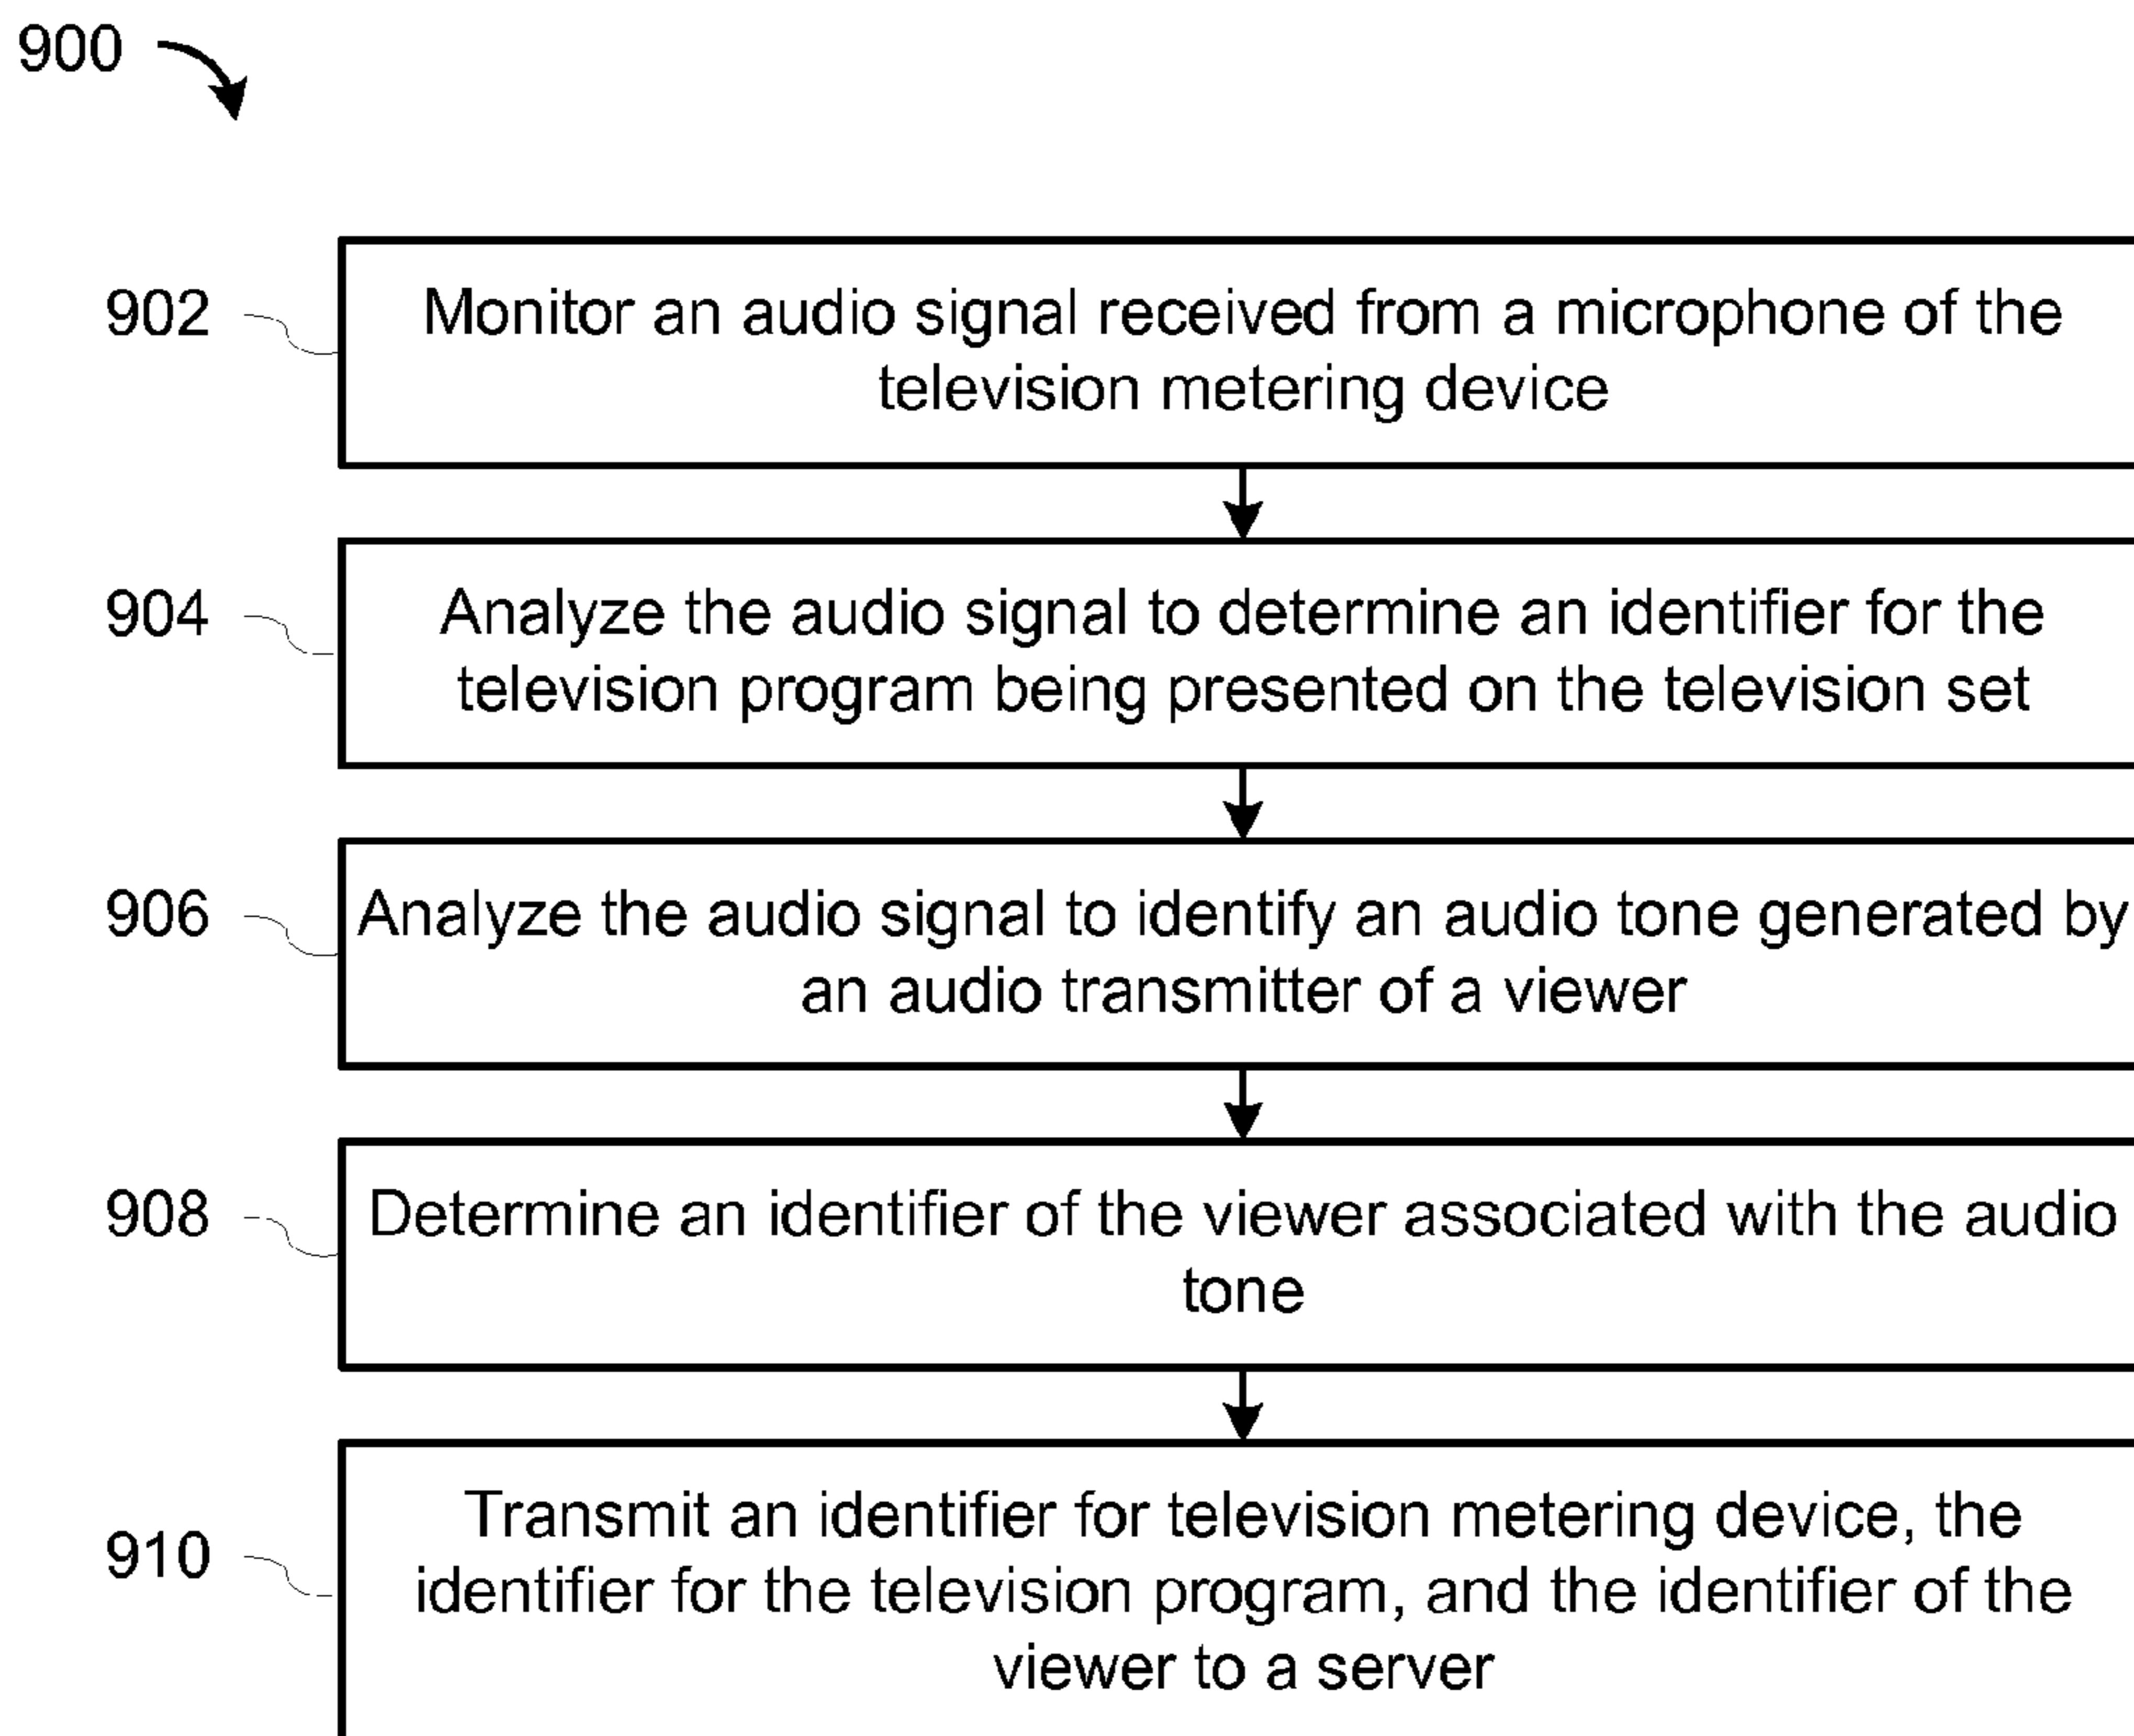 900
902
Monitor an audio signal received from a microphone of the
television metering device
904
Analyze the audio signal to determine an identifier for the
television program being presented on the television set
906
Analyze the audio signal to identify an audio tone generated by
an audio transmitter of a viewer
908
Determine an identifier of the viewer associated with the audio
tone
910
Transmit an identifier for television metering device, the
identifier for the television program, and the identifier of the
viewer to a server